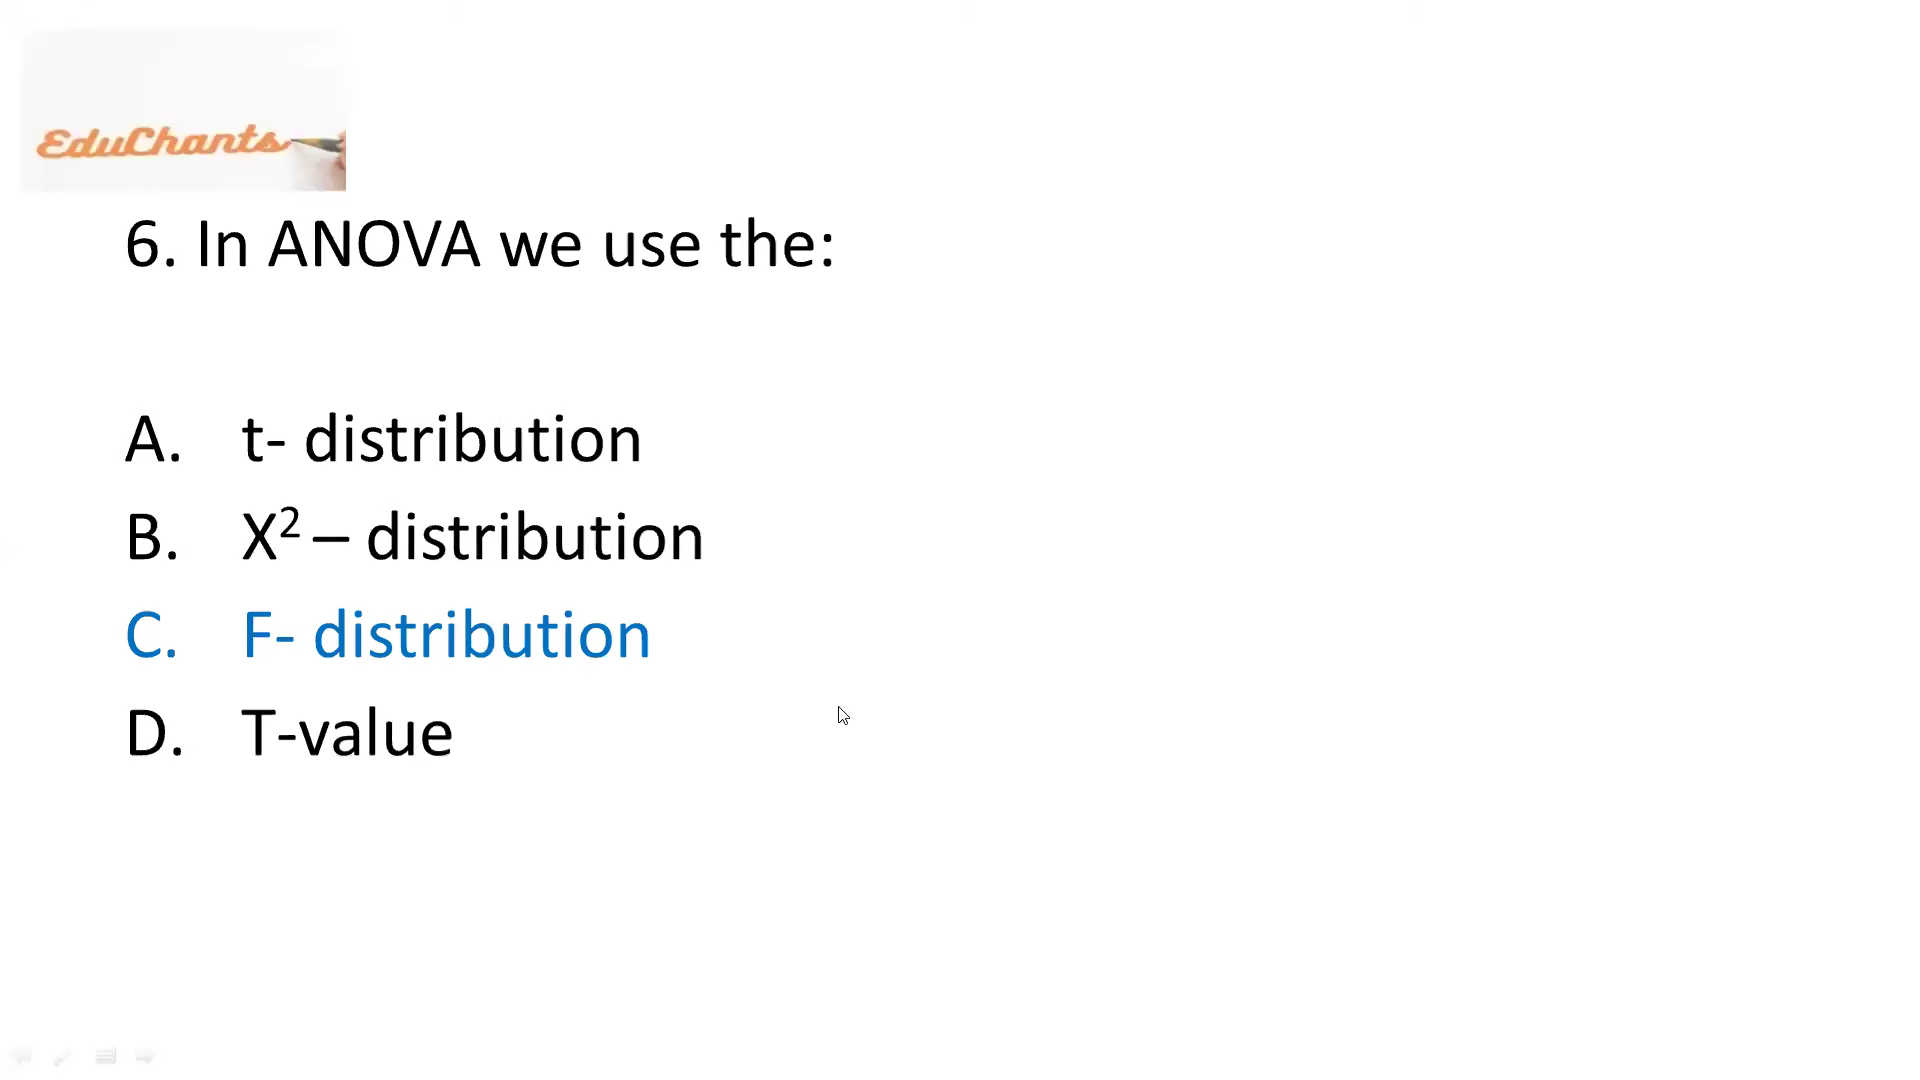 EduChants
6. In ANOVA we use the:
A. t- distribution
B. X² – distribution
C. F- distribution
D. T-value